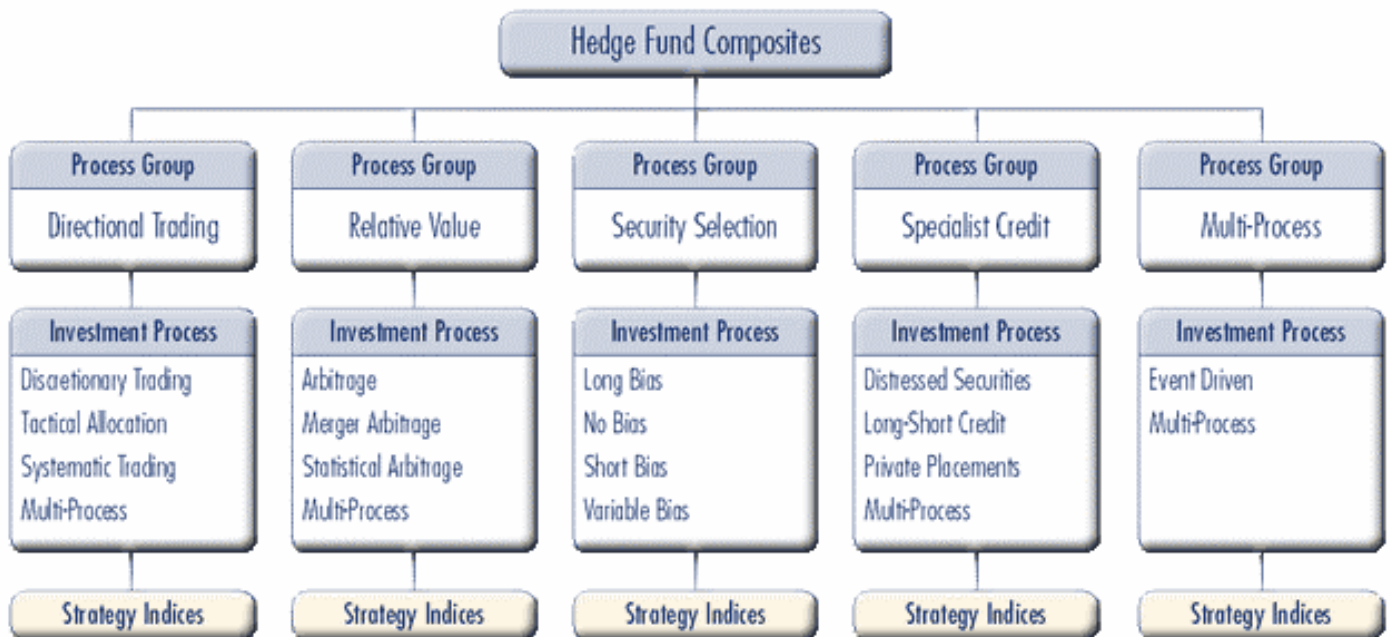 Hedge Fund Composites
Process Group
Directional Trading
Process Group
Relative Value
Process Group
Security Selection
Process Group
Specialist Credit
Process Group
Multi-Process
Investment Process
Discretionary Trading
Tactical Allocation
Systematic Trading
Multi-Process
Investment Process
Arbitrage
Merger Arbitrage
Statistical Arbitrage
Multi-Process
Investment Process
Long Bias
No Bias
Short Bias
Variable Bias
Investment Process
Distressed Securities
Long-Short Credit
Private Placements
Multi-Process
Investment Process
Event Driven
Multi-Process
Strategy Indices
Strategy Indices
Strategy Indices
Strategy Indices
Strategy Indices